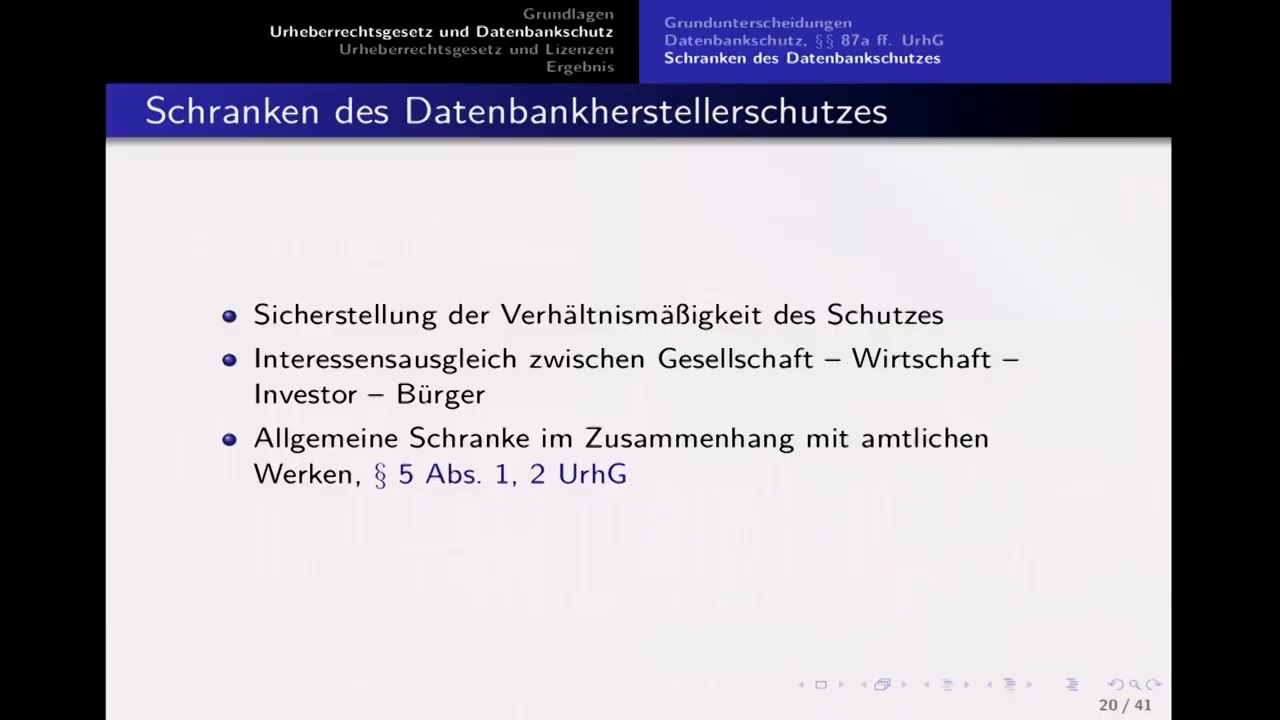 Grundlagen
Urheberrechtsgesetz und Datenbankschutz
Urheberrechtsgesetz und Lizenzen
Ergebnis
Grundunterscheidungen
Datenbankschutz, §§ 87a ff. UrhG
Schranken des Datenbankschutzes
Schranken des Datenbankherstellerschutzes
Sicherstellung der Verhältnismäßigkeit des Schutzes
Interessensausgleich zwischen Gesellschaft – Wirtschaft –
Investor – Bürger
Allgemeine Schranke im Zusammenhang mit amtlichen
Werken, § 5 Abs. 1, 2 UrhG
20 / 41